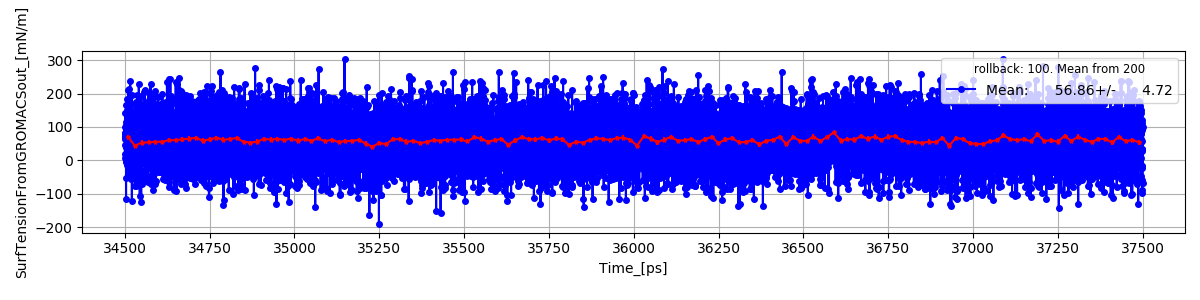 SurfTensionFromGROMACSout_[mN/m]
300
200
100
0
−100
−200
rollback: 100 Mean from 200
Mean: 56.86+/- 4.72
34500 34750 35000 35250 35500 35750 36000 36250 36500 36750 37000 37250 37500
Time_[ps]